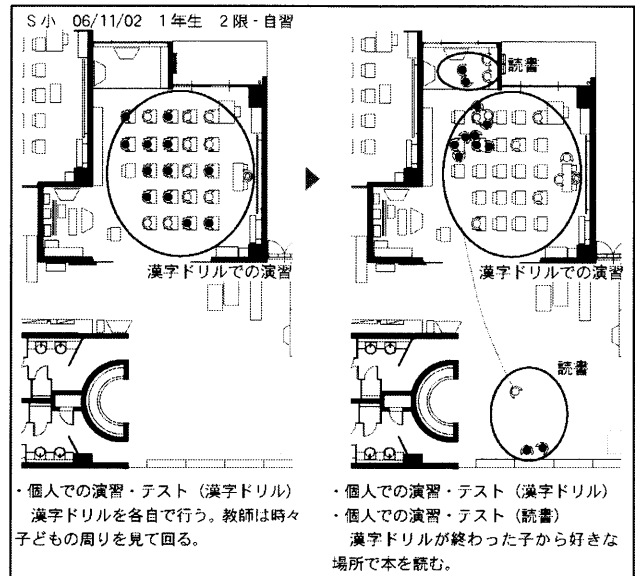 S小 06/11/02 1年生 2限-自習
漢字ドリルでの演習
・個人での演習・テスト(漢字ドリル)
漢字ドリルを各自で行う。教師は時々
子どもの周りを見て回る。
読書
漢字ドリルでの演習
読書
・個人での演習・テスト(漢字ドリル)
・個人での演習・テスト(読書)
漢字ドリルが終わった子から好きな
場所で本を読む。